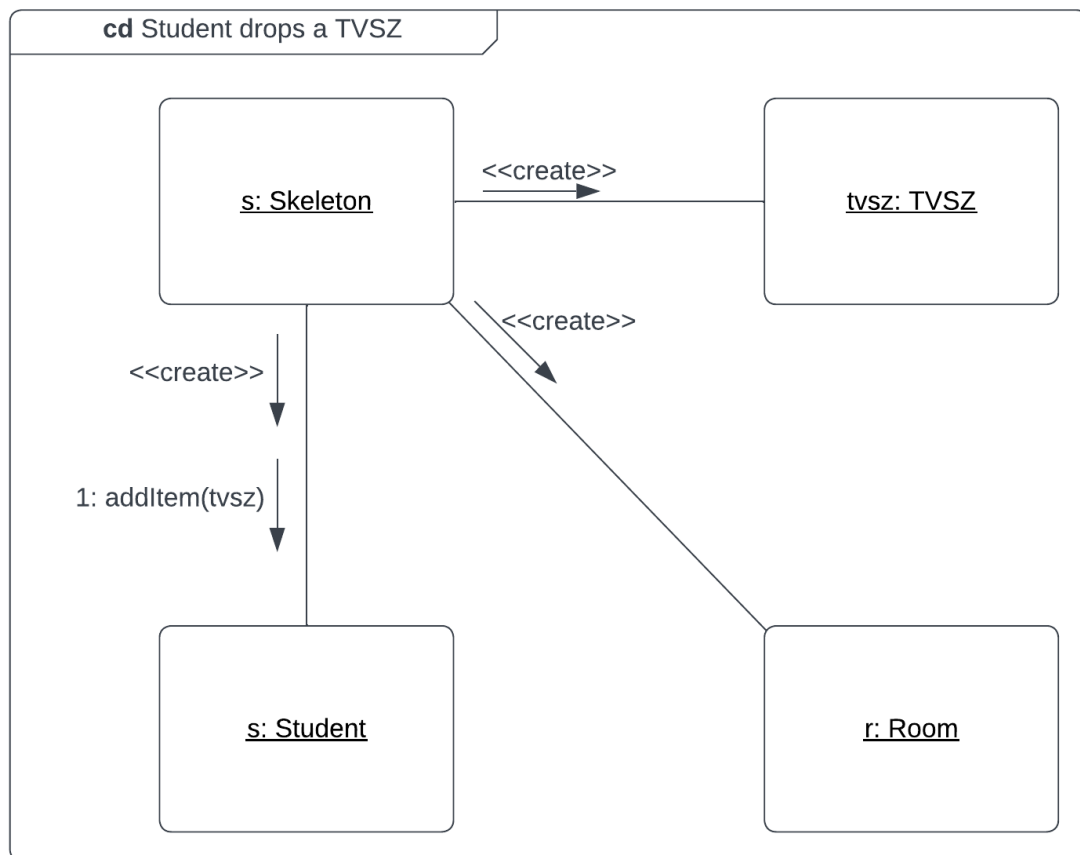 cd Student drops a TVSZ
<<create>>
s: Skeleton
tvsz: TVSZ
<<create>>
<<create>>
1: addItem(tvsz)
s: Student
r: Room